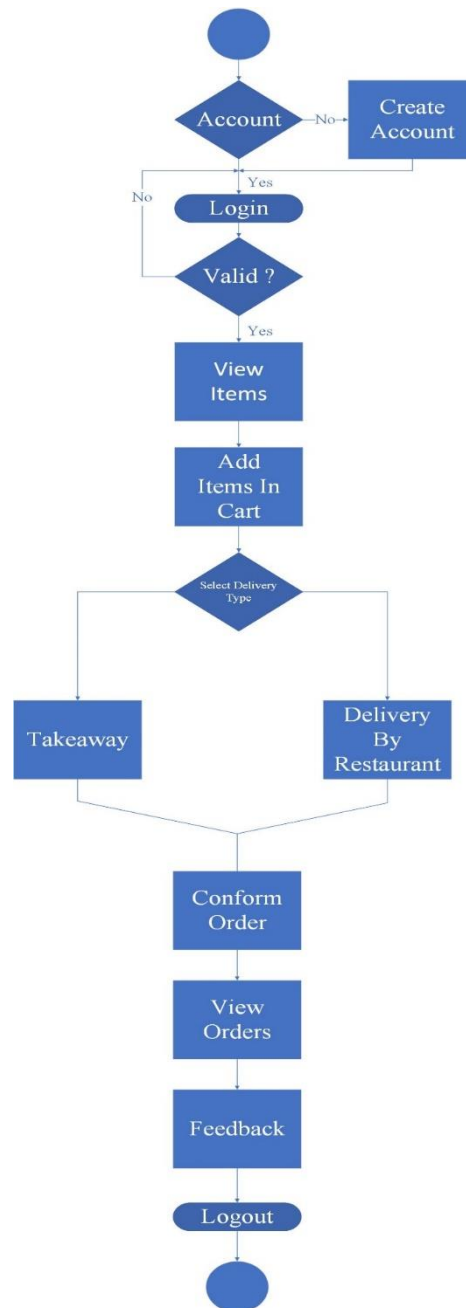 Account
No
Create
Account
Yes
No
Login
Valid ?
Yes
View
Items
Add
Items In
Cart
Select Delivery
Type
Takeaway
Delivery
By
Restaurant
Conform
Order
View
Orders
Feedback
Logout